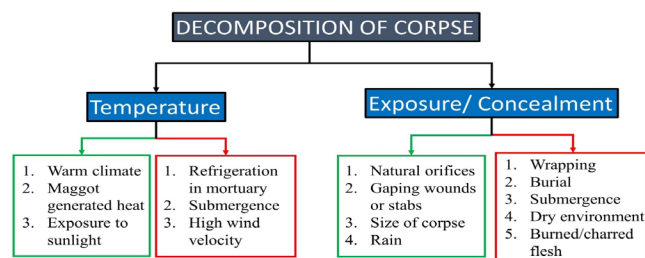 DECOMPOSITION OF CORPSE
Temperature
Exposure/ Concealment
1. Warm climate
2. Maggot
generated heat
3. Exposure to
sunlight
1. Refrigeration
in mortuary
2. Submergence
3. High wind
velocity
1. Natural orifices
2. Gaping wounds
or stabs
3. Size of corpse
4. Rain
1. Wrapping
2. Burial
3. Submergence
4. Dry environment
5. Burned/charred
flesh